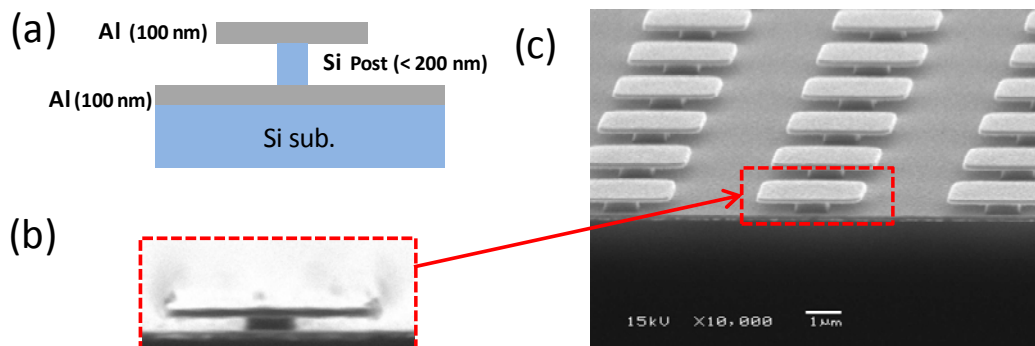 (a)
Al (100 nm)
Si Post (< 200 nm)
Al (100 nm)
Si sub.
(b)
(c)
15kV X10,000 1μm